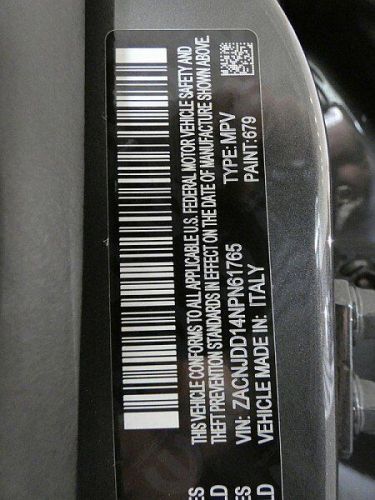 THIS VEHICLE CONFORMS TO ALL APPLICABLE U.S. FEDERAL MOTOR VEHICLE SAFETY AND
THEFT PREVENTION STANDARDS IN EFFECT ON THE DATE OF MANUFACTURE SHOWN ABOVE.
VIN: ZACNJDD14NPN61765 TYPE: MPV
VEHICLE MADE IN: ITALY PAINT: 679